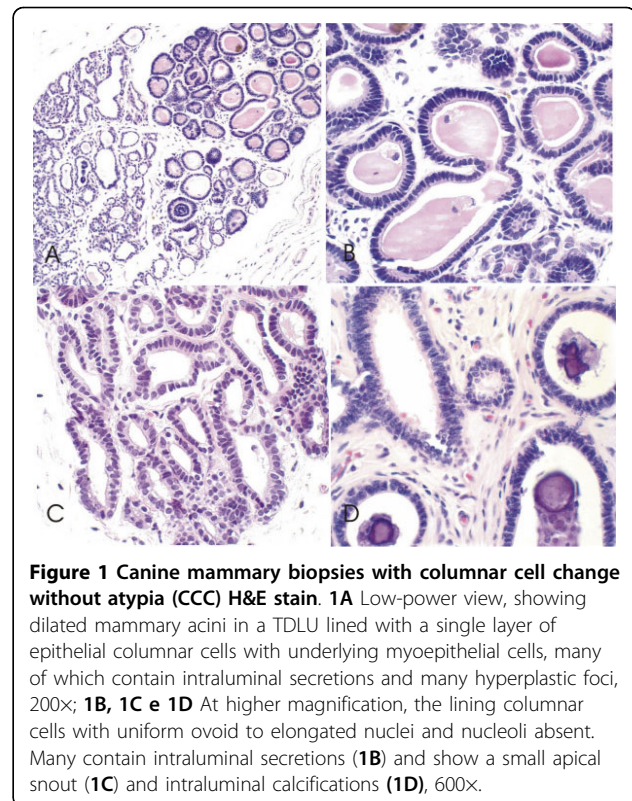 A
B
C
D
Figure 1 Canine mammary biopsies with columnar cell change
without atypia (CCC) H&E stain. 1A Low-power view, showing
dilated mammary acini in a TDLU lined with a single layer of
epithelial columnar cells with underlying myoepithelial cells, many
of which contain intraluminal secretions and many hyperplastic foci,
200×; 1B, 1C e 1D At higher magnification, the lining columnar
cells with uniform ovoid to elongated nuclei and nucleoli absent.
Many contain intraluminal secretions (1B) and show a small apical
snout (1C) and intraluminal calcifications (1D), 600×.